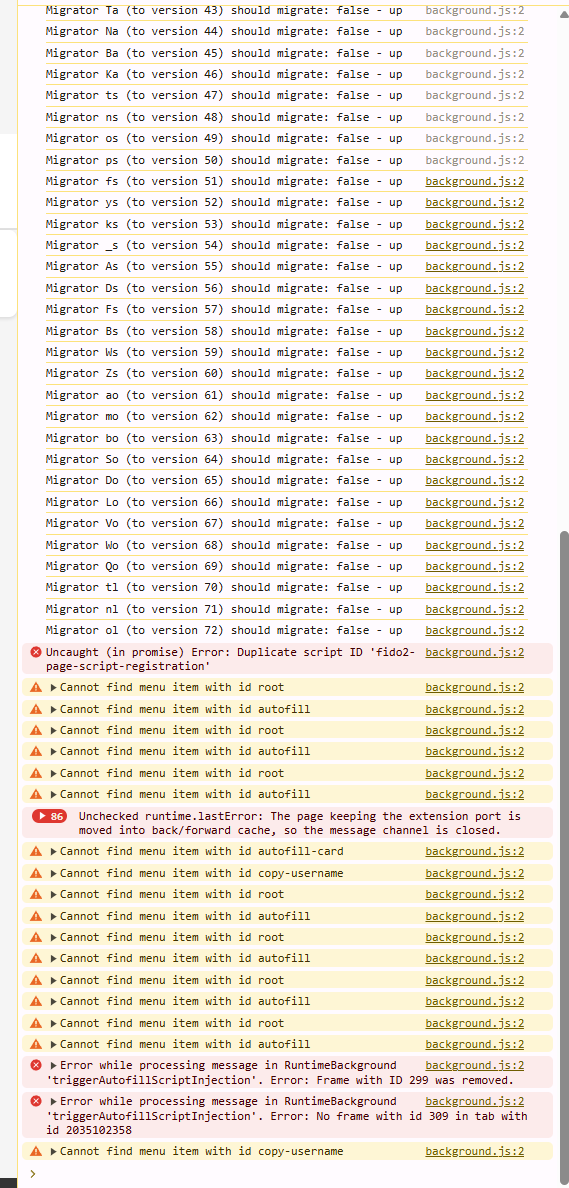 Migrator Ta (to version 43) should migrate: false - up background.js:2
Migrator Na (to version 44) should migrate: false - up background.js:2
Migrator Ba (to version 45) should migrate: false - up background.js:2
Migrator Ka (to version 46) should migrate: false - up background.js:2
Migrator ts (to version 47) should migrate: false - up background.js:2
Migrator ns (to version 48) should migrate: false - up background.js:2
Migrator os (to version 49) should migrate: false - up background.js:2
Migrator ps (to version 50) should migrate: false - up background.js:2
Migrator fs (to version 51) should migrate: false - up background.js:2
Migrator ys (to version 52) should migrate: false - up background.js:2
Migrator ks (to version 53) should migrate: false - up background.js:2
Migrator _s (to version 54) should migrate: false - up background.js:2
Migrator As (to version 55) should migrate: false - up background.js:2
Migrator Ds (to version 56) should migrate: false - up background.js:2
Migrator Fs (to version 57) should migrate: false - up background.js:2
Migrator Bs (to version 58) should migrate: false - up background.js:2
Migrator Ws (to version 59) should migrate: false - up background.js:2
Migrator Zs (to version 60) should migrate: false - up background.js:2
Migrator ao (to version 61) should migrate: false - up background.js:2
Migrator mo (to version 62) should migrate: false - up background.js:2
Migrator bo (to version 63) should migrate: false - up background.js:2
Migrator So (to version 64) should migrate: false - up background.js:2
Migrator Do (to version 65) should migrate: false - up background.js:2
Migrator Lo (to version 66) should migrate: false - up background.js:2
Migrator Vo (to version 67) should migrate: false - up background.js:2
Migrator Wo (to version 68) should migrate: false - up background.js:2
Migrator Qo (to version 69) should migrate: false - up background.js:2
Migrator tl (to version 70) should migrate: false - up background.js:2
Migrator nl (to version 71) should migrate: false - up background.js:2
Migrator ol (to version 72) should migrate: false - up background.js:2
Uncaught (in promise) Error: Duplicate script ID 'fido2- background.js:2
page-script-registration'
Cannot find menu item with id root background.js:2
Cannot find menu item with id autofill background.js:2
Cannot find menu item with id root background.js:2
Cannot find menu item with id autofill background.js:2
Cannot find menu item with id root background.js:2
Cannot find menu item with id autofill background.js:2
86 Unchecked runtime.lastError: The page keeping the extension port is
moved into back/forward cache, so the message channel is closed.
Cannot find menu item with id autofill-card background.js:2
Cannot find menu item with id copy-username background.js:2
Cannot find menu item with id root background.js:2
Cannot find menu item with id autofill background.js:2
Cannot find menu item with id root background.js:2
Cannot find menu item with id autofill background.js:2
Cannot find menu item with id root background.js:2
Cannot find menu item with id autofill background.js:2
Cannot find menu item with id root background.js:2
Cannot find menu item with id autofill background.js:2
Error while processing message in RuntimeBackground background.js:2
'triggerAutofillScriptInjection'. Error: Frame with ID 299 was removed.
Error while processing message in RuntimeBackground background.js:2
'triggerAutofillScriptInjection'. Error: No frame with id 309 in tab with
id 2035102358
Cannot find menu item with id copy-username background.js:2